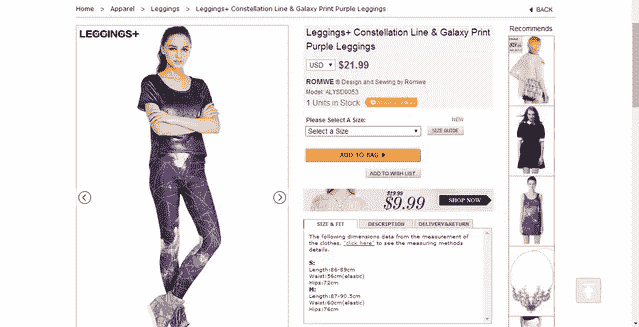 Home > Apparel > Leggings > Leggings+ Constellation Line & Galaxy Print Purple Leggings
BACK
LEGGINGS+
Leggings+ Constellation Line & Galaxy Print
Purple Leggings
USD $21.99
ROMWE ® Design and Sewing by Romwe
Model: ALYSD0053
1 Units in Stock
Please Select A Size:
NEW
Select a Size
SIZE GUIDE
ADD TO BAG
ADD TO WISH LIST
$9.99
SHOP NOW
SIZE & FIT
DESCRIPTION
DELIVERY&RETURN
The following dimensions data from the measurement of
the clothes, "click here" to see the measuring methods
details.
S:
Length:86-89cm
Waist:56cm(elastic)
Hips:72cm
M:
Length:87-90.5cm
Waist:60cm(elastic)
Hips:76cm
Recommends